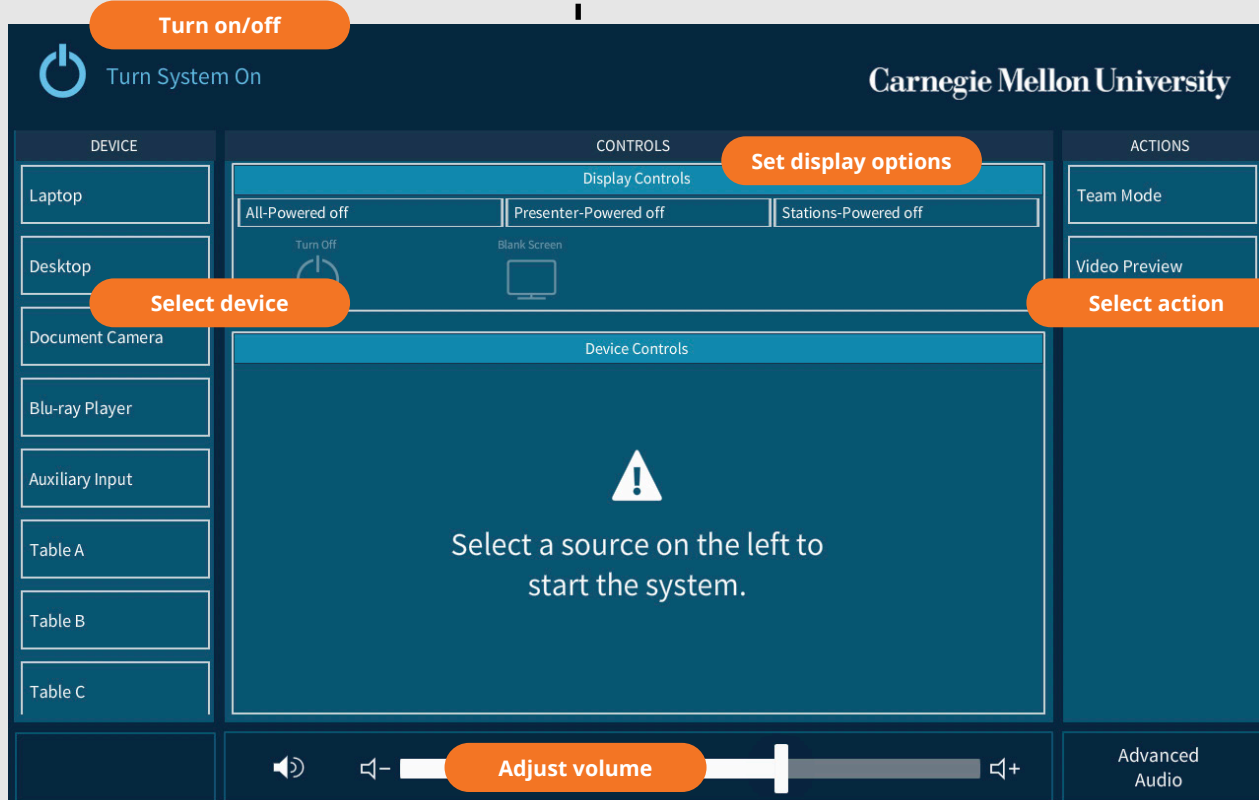 Turn on/off
Turn System On
Carnegie Mellon University
DEVICE
Laptop
Desktop
Select device
Document Camera
Blu-ray Player
Auxiliary Input
Table A
Table B
Table C
CONTROLS
Set display options
Display Controls
All-Powered off
Presenter-Powered off
Stations-Powered off
Turn Off
Blank Screen
Device Controls
Select a source on the left to
start the system.
ACTIONS
Team Mode
Video Preview
Select action
Adjust volume
Advanced
Audio